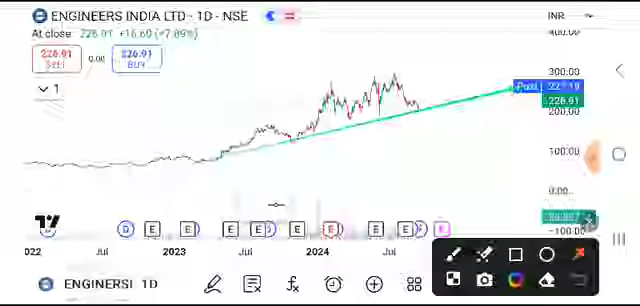 ENGINEERS INDIA LTD - 1D - NSE
INR
At close: 226.91 +16.60 (+7.89%)
400.00
226.91
SELL
0.00
226.91
BUY
1
300.00
226.91
200.00
100.00
0.00
-100.00
D E E E E E E E E
022 Jul 2023 Jul 2024 Jul
ENGINERSI 1D